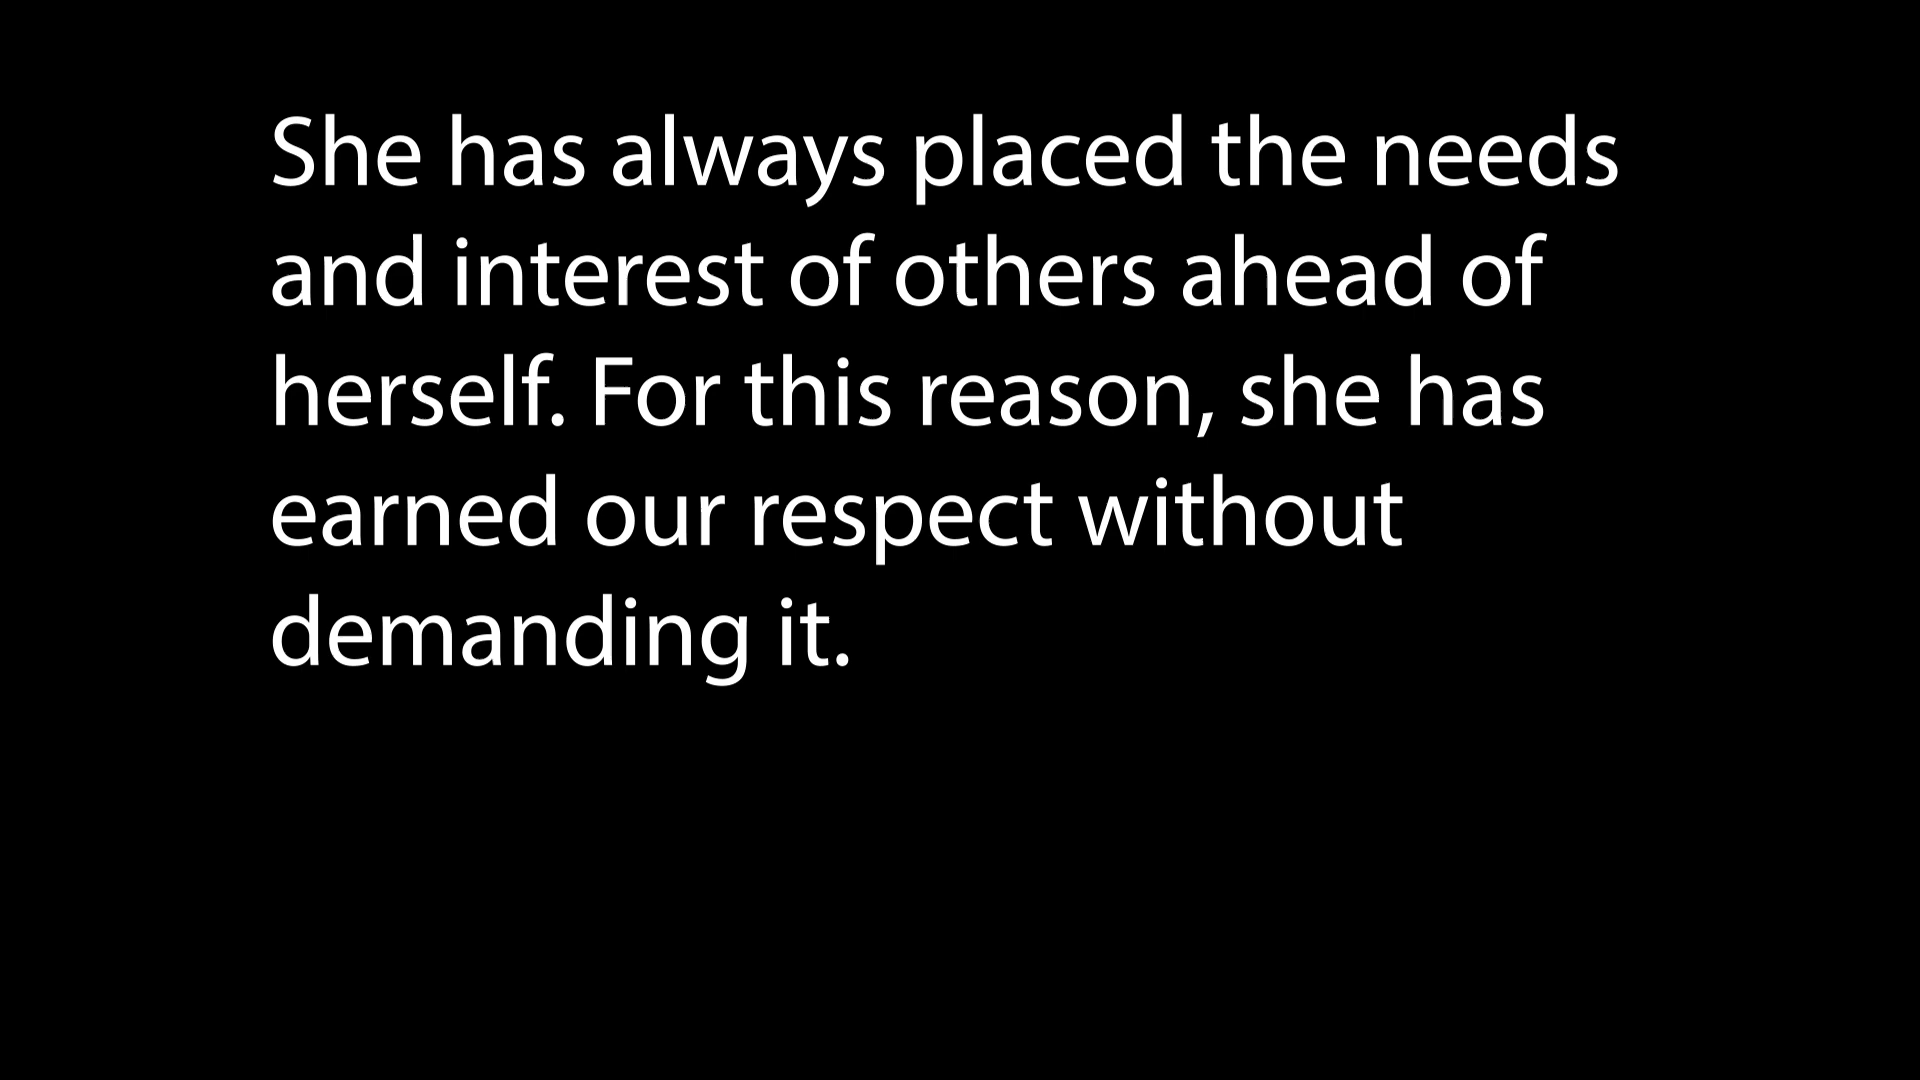 She has always placed the needs
and interest of others ahead of
herself. For this reason, she has
earned our respect without
demanding it.